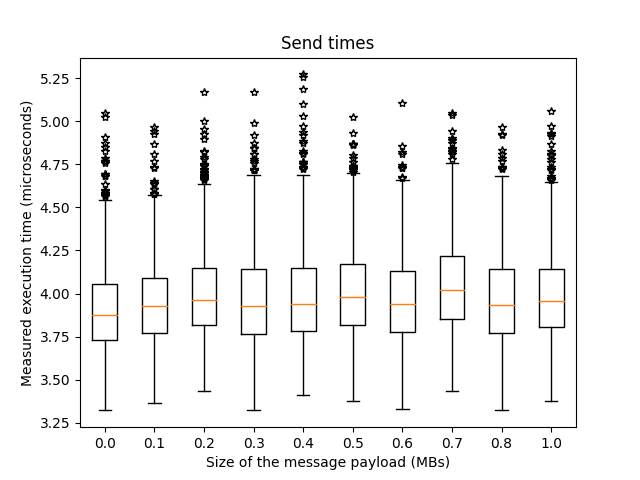 Send times
Measured execution time (microseconds)
5.25
5.00
4.75
4.50
4.25
4.00
3.75
3.50
3.25
0.0 0.1 0.2 0.3 0.4 0.5 0.6 0.7 0.8 1.0
Size of the message payload (MBs)